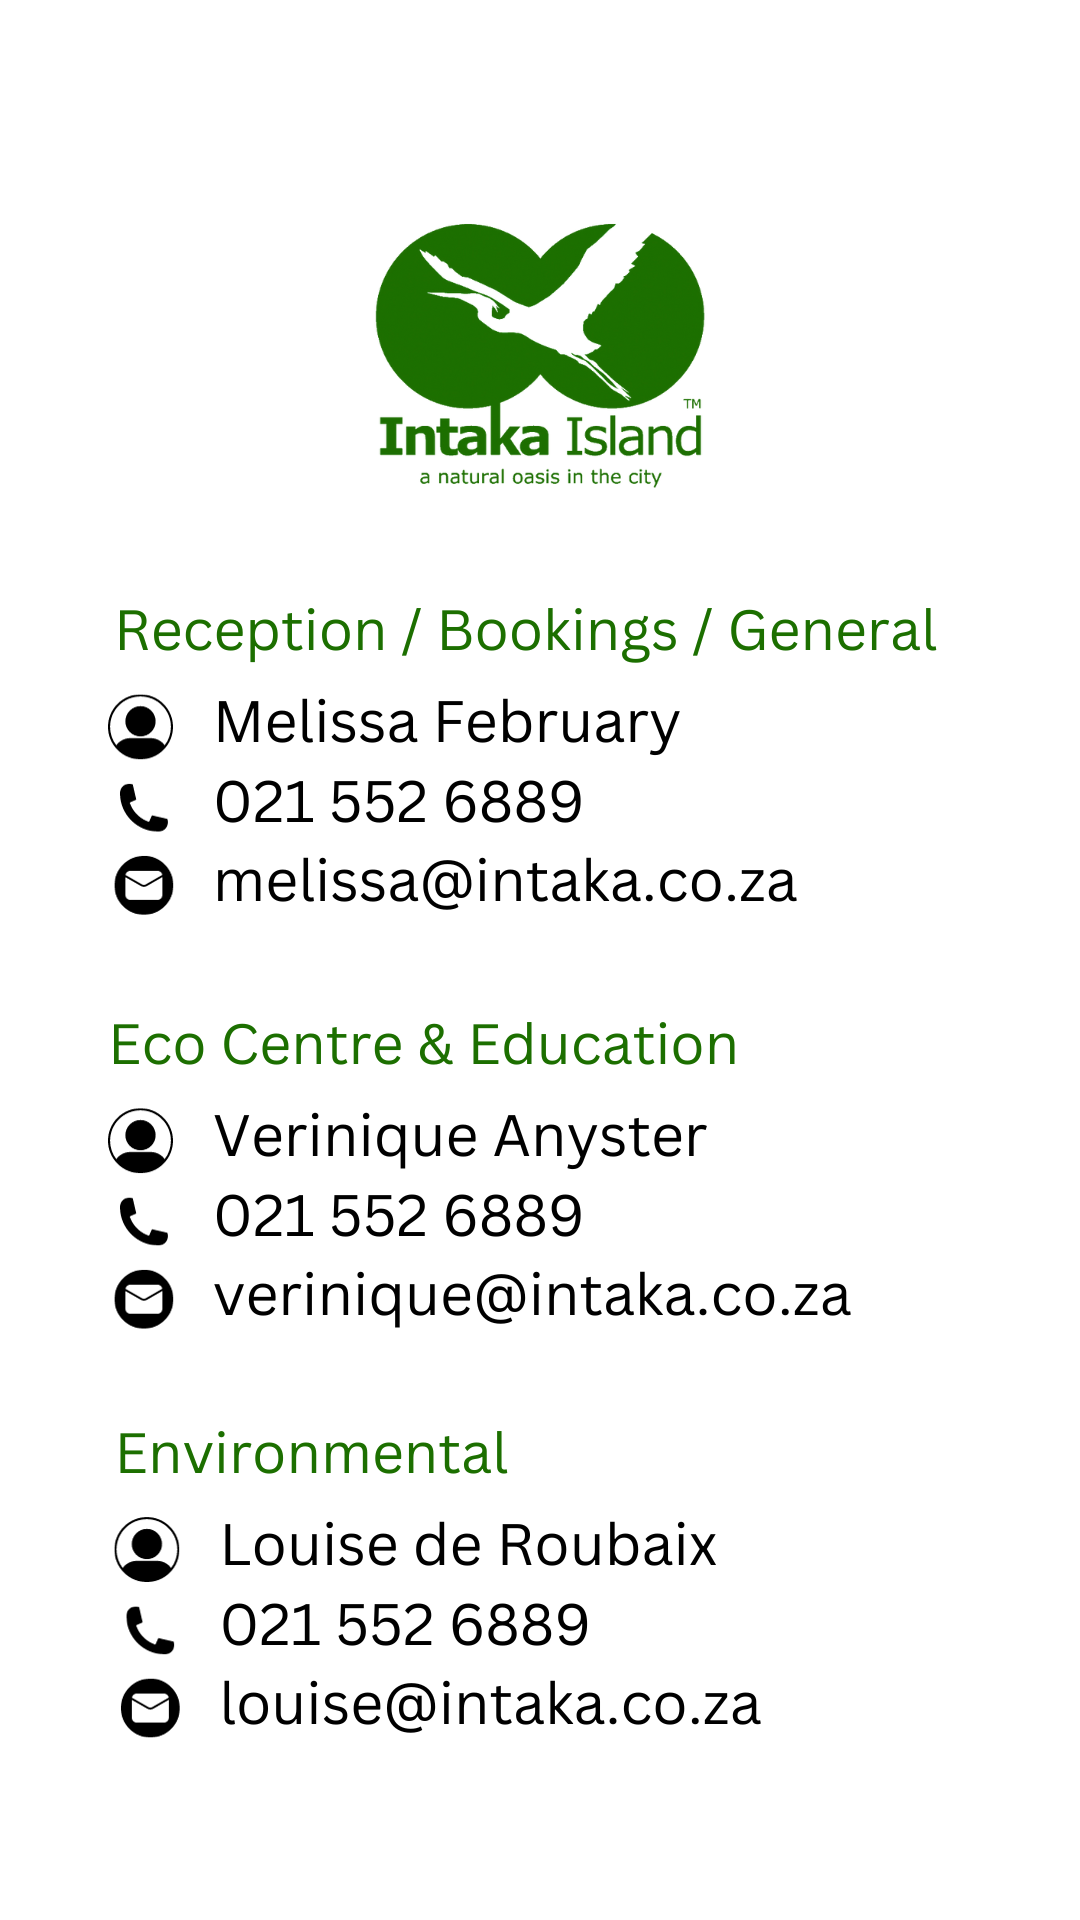 TM
Intaka Island
a natural oasis in the city
Reception / Bookings / General
Melissa February
021 552 6889
melissa@intaka.co.za
Eco Centre & Education
Verinique Anyster
021 552 6889
verinique@intaka.co.za
Environmental
Louise de Roubaix
021 552 6889
louise@intaka.co.za